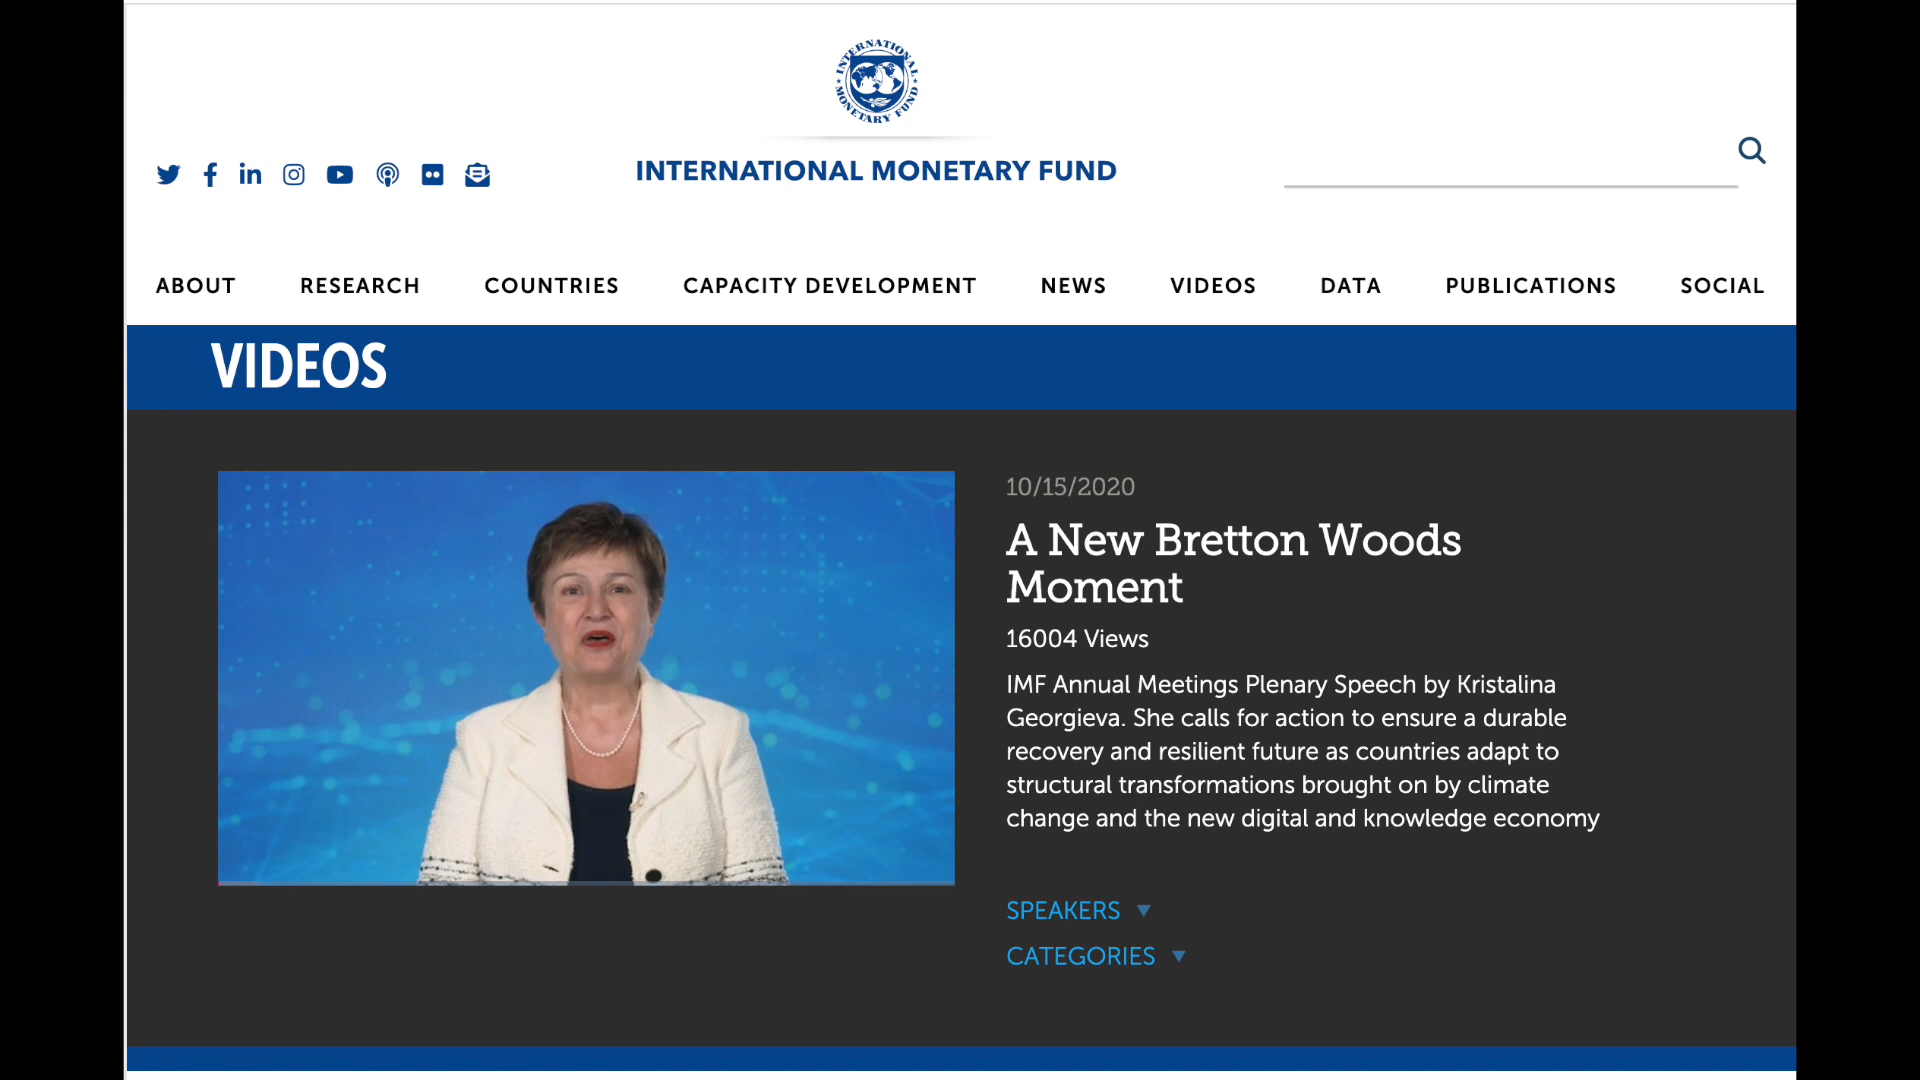 INTERNATIONAL MONETARY FUND
INTERNATIONAL MONETARY FUND
ABOUT RESEARCH COUNTRIES CAPACITY DEVELOPMENT NEWS VIDEOS DATA PUBLICATIONS SOCIAL
VIDEOS
10/15/2020
A New Bretton Woods
Moment
16004 Views
IMF Annual Meetings Plenary Speech by Kristalina
Georgieva. She calls for action to ensure a durable
recovery and resilient future as countries adapt to
structural transformations brought on by climate
change and the new digital and knowledge economy
SPEAKERS
CATEGORIES